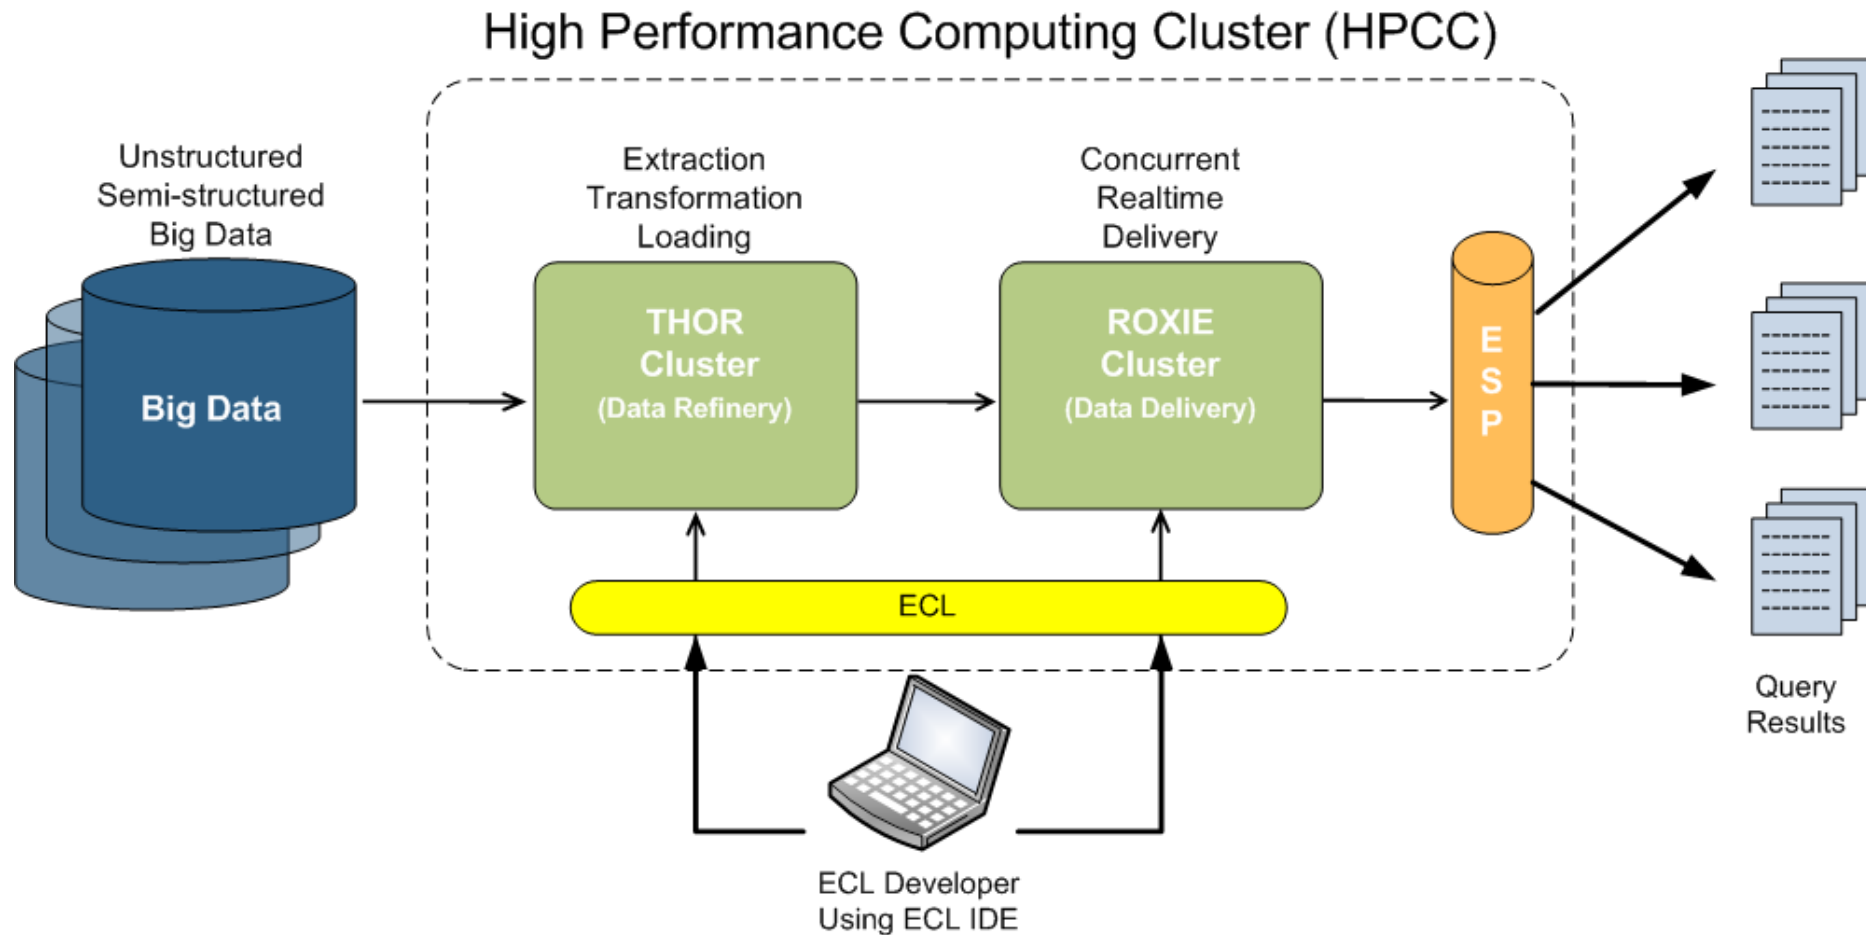 High Performance Computing Cluster (HPCC)
Unstructured
Semi-structured
Big Data
Big Data
Extraction
Transformation
Loading
THOR
Cluster
(Data Refinery)
Concurrent
Realtime
Delivery
ROXIE
Cluster
(Data Delivery)
E
S
P
ECL
ECL Developer
Using ECL IDE
Query
Results